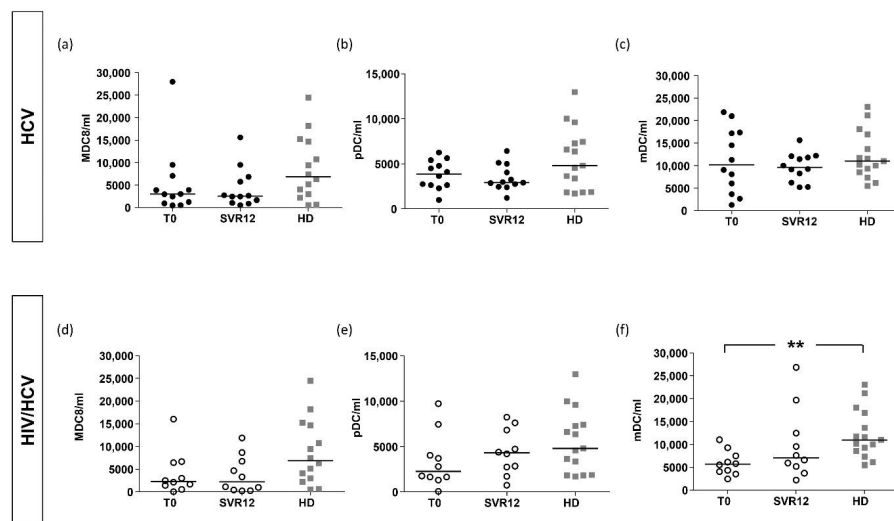 HCV
(a)
MDC8/ml
30,000
25,000
20,000
15,000
10,000
5000
0
T0 SVR12 HD
(b)
pDC/ml
15,000
10,000
5000
0
T0 SVR12 HD
(c)
mDC/ml
30,000
25,000
20,000
15,000
10,000
5000
0
T0 SVR12 HD
HIV/HCV
(d)
MDC8/ml
30,000
25,000
20,000
15,000
10,000
5000
0
T0 SVR12 HD
(e)
pDC/ml
15,000
10,000
5000
0
T0 SVR12 HD
(f)
**
mDC/ml
30,000
25,000
20,000
15,000
10,000
5000
0
T0 SVR12 HD